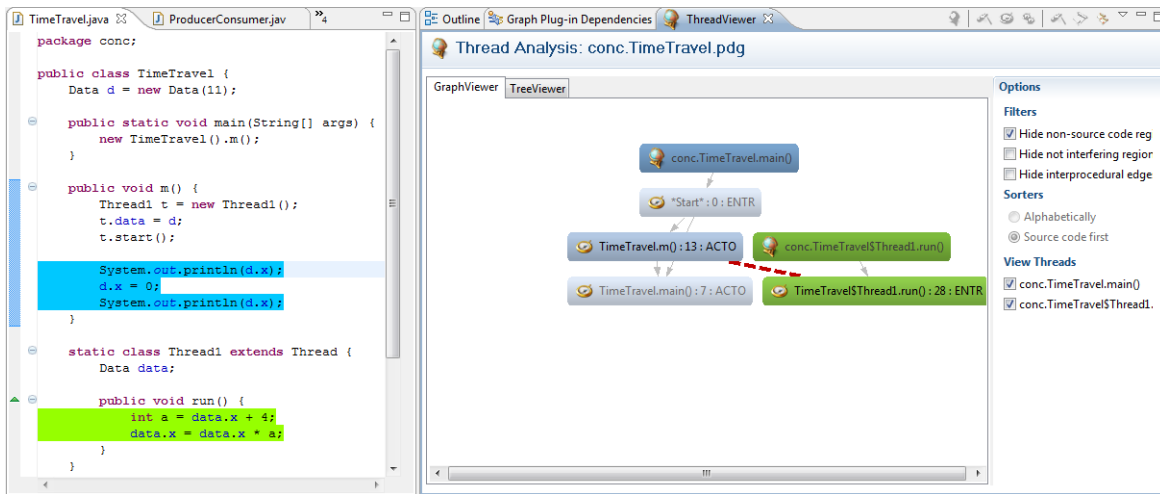 TimeTravel.java
ProducerConsumer.jav
»4
package conc;
public class TimeTravel {
Data d = new Data(11);
public static void main(String[] args) {
new TimeTravel().m();
}
public void m() {
Thread1 t = new Thread1();
t.data = d;
t.start();
System.out.println(d.x);
d.x = 0;
System.out.println(d.x);
}
static class Thread1 extends Thread {
Data data;
public void run() {
int a = data.x + 4;
data.x = data.x * a;
}
}
Outline
Graph Plug-in Dependencies
ThreadViewer
Thread Analysis: conc.TimeTravel.pdg
GraphViewer
TreeViewer
conc.TimeTravel.main()
*Start* : 0 : ENTR
TimeTravel.m() : 13 : ACTO
conc.TimeTravel$Thread1.run()
TimeTravel.main() : 7 : ACTO
TimeTravel$Thread1.run() : 28 : ENTR
Options
Filters
Hide non-source code reg
Hide not interfering region
Hide interprocedural edge
Sorters
Alphabetically
Source code first
View Threads
conc.TimeTravel.main()
conc.TimeTravel$Thread1.